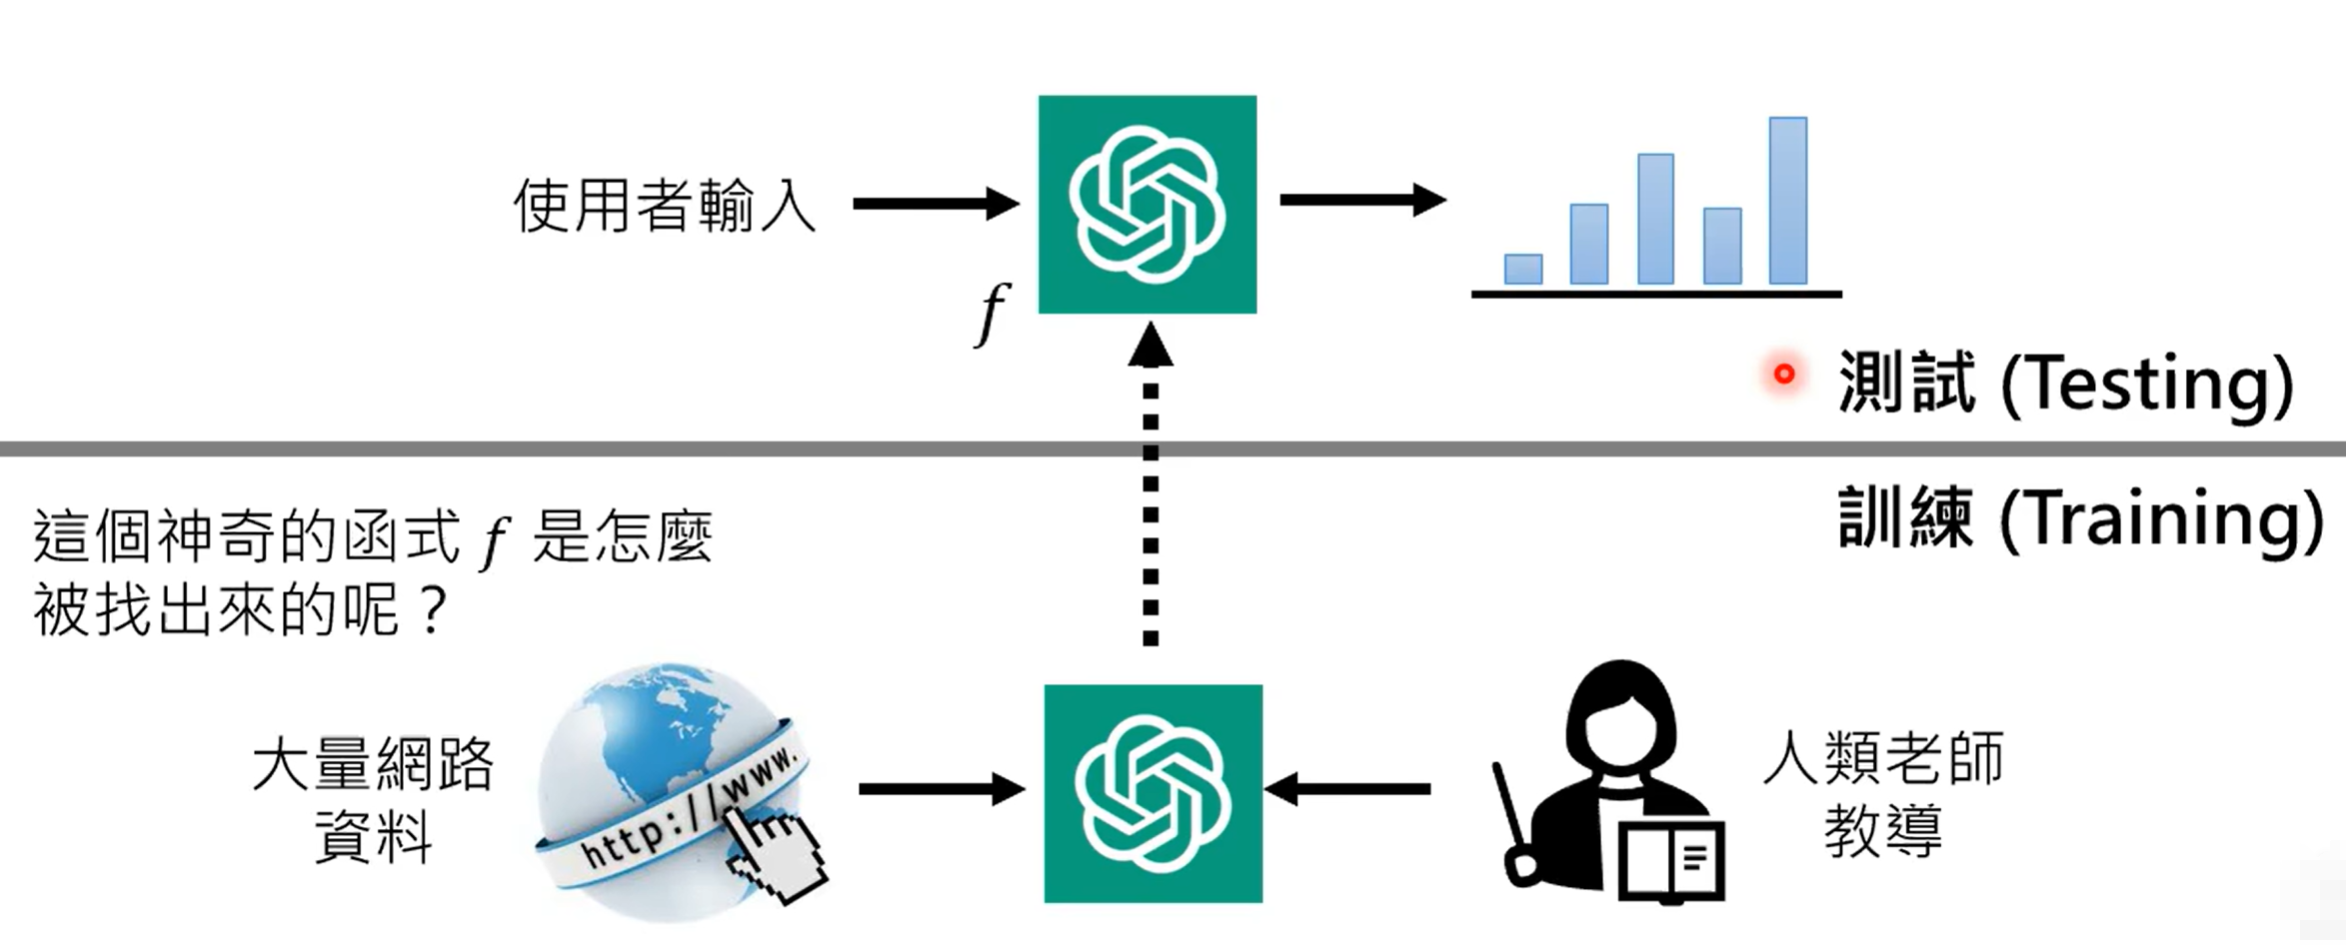 使用者輸入
f
測試 (Testing)
訓練 (Training)
這個神奇的函式 f 是怎麼
被找出來的呢？
大量網路
資料
http://www.
人類老師
教導